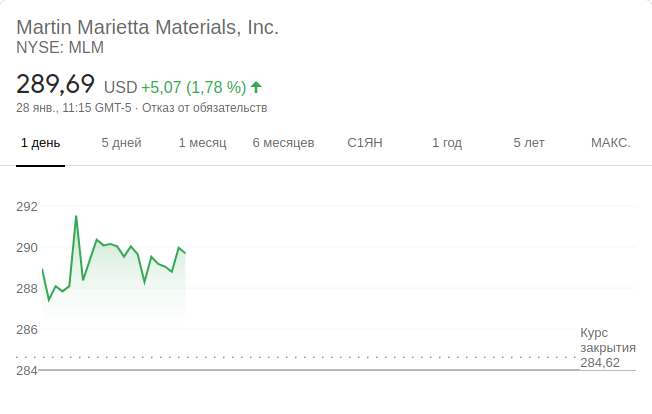 Martin Marietta Materials, Inc.
NYSE: MLM
289,69 USD +5,07 (1,78 %)
28 янв., 11:15 GMT-5 · Отказ от обязательств
1 день 5 дней 1 месяц 6 месяцев С1ЯН 1 год 5 лет МАКС.
292
290
288
286
Курс
закрытия
284,62
284